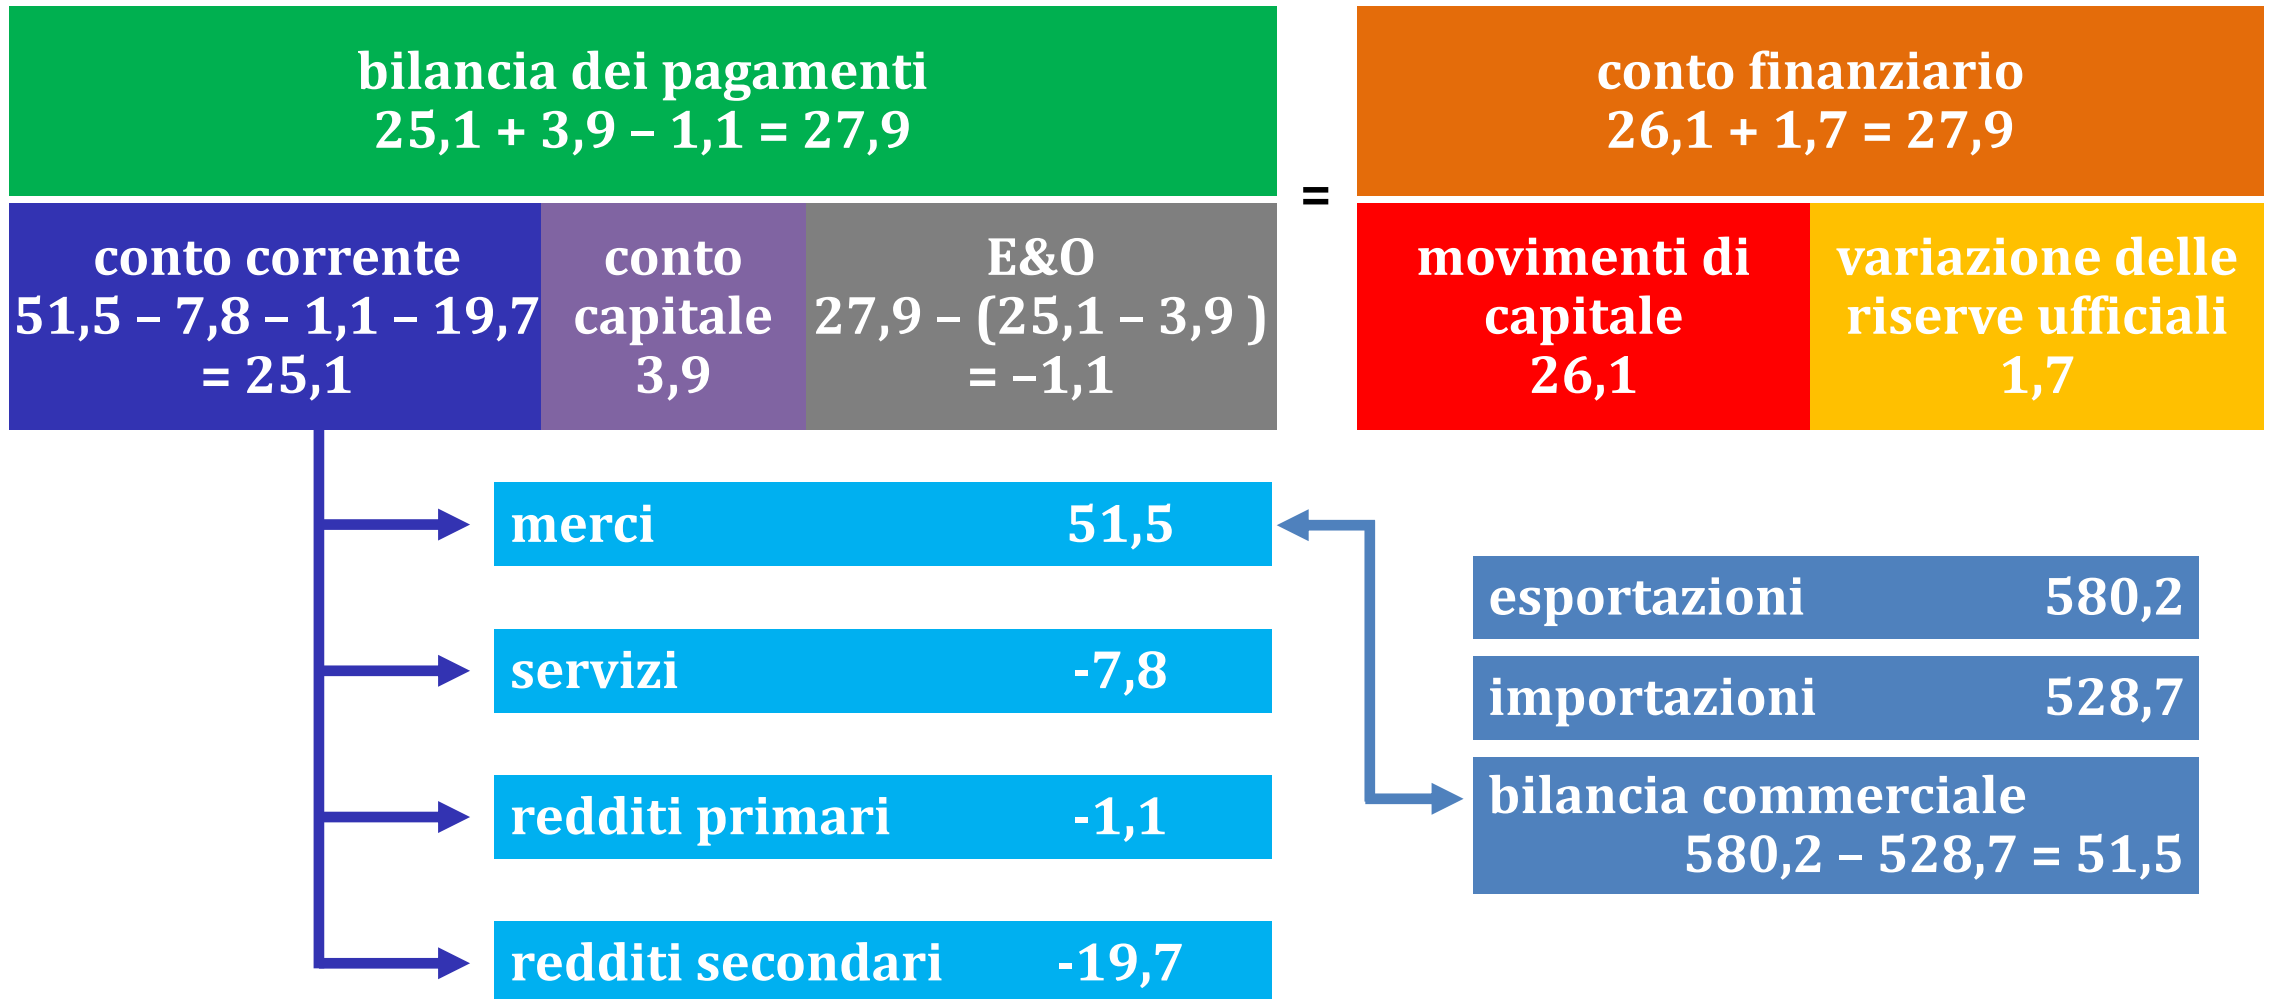 bilancia dei pagamenti
25,1 + 3,9 – 1,1 = 27,9
=
conto finanziario
26,1 + 1,7 = 27,9
conto corrente
51,5 – 7,8 – 1,1 – 19,7
= 25,1
conto
capitale
3,9
E&O
27,9 – (25,1 – 3,9 )
= –1,1
movimenti di
capitale
26,1
variazione delle
riserve ufficiali
1,7
merci 51,5
servizi -7,8
redditi primari -1,1
redditi secondari -19,7
esportazioni 580,2
importazioni 528,7
bilancia commerciale
580,2 – 528,7 = 51,5